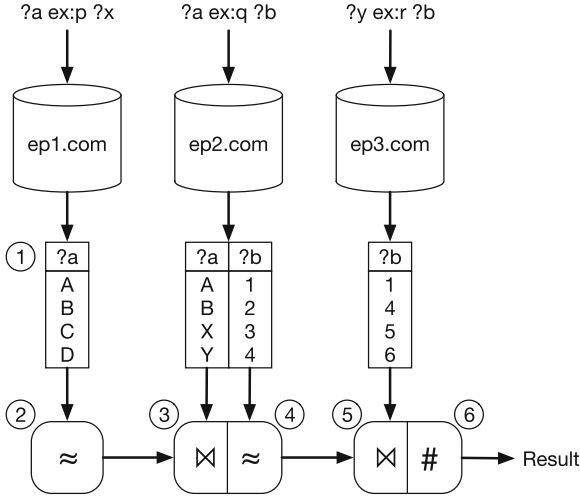 ?a ex:p ?x
?a ex:q ?b
?y ex:r ?b
ep1.com
ep2.com
ep3.com
1
?a
A
B
C
D
?a ?b
A 1
B 2
X 3
Y 4
?b
1
4
5
6
2
≈
3
⋈
≈
4
5
⋈
#
6
Result